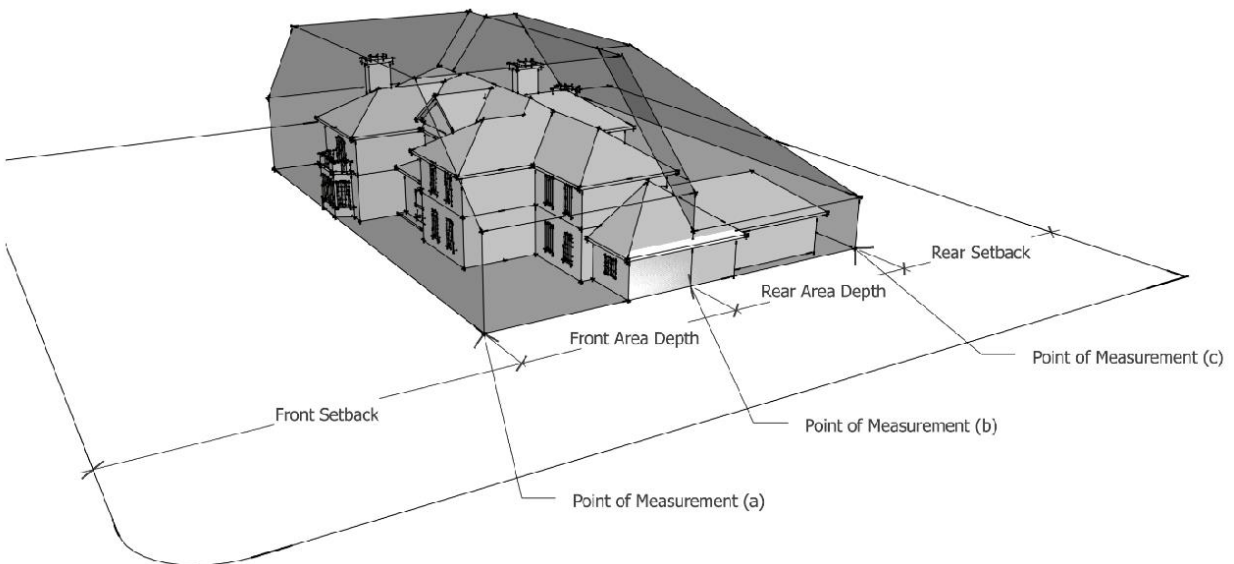 Rear Setback
Rear Area Depth
Front Area Depth
Point of Measurement (c)
Front Setback
Point of Measurement (b)
Point of Measurement (a)